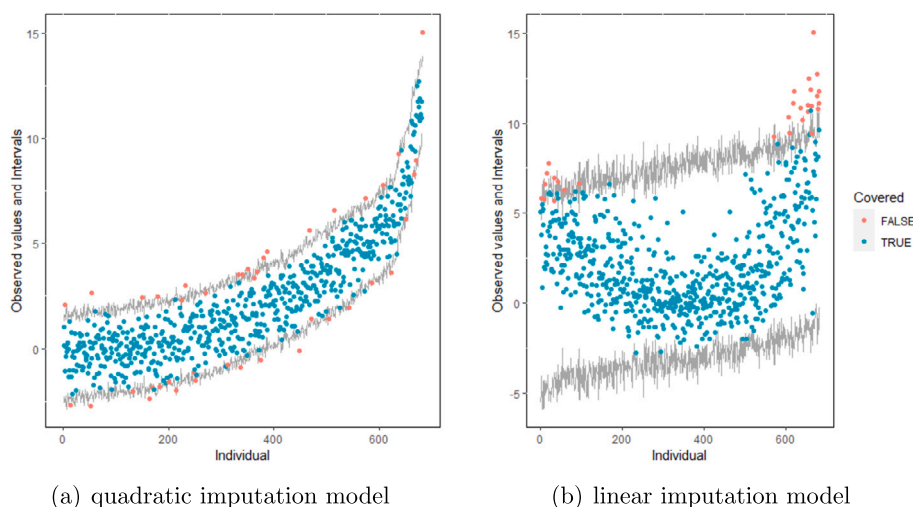 15
10
5
0
0
200
400
600
Observed values and Intervals
Individual
15
10
5
0
-5
0
200
400
600
Observed values and Intervals
Individual
Covered
FALSE
TRUE
(a) quadratic imputation model
(b) linear imputation model